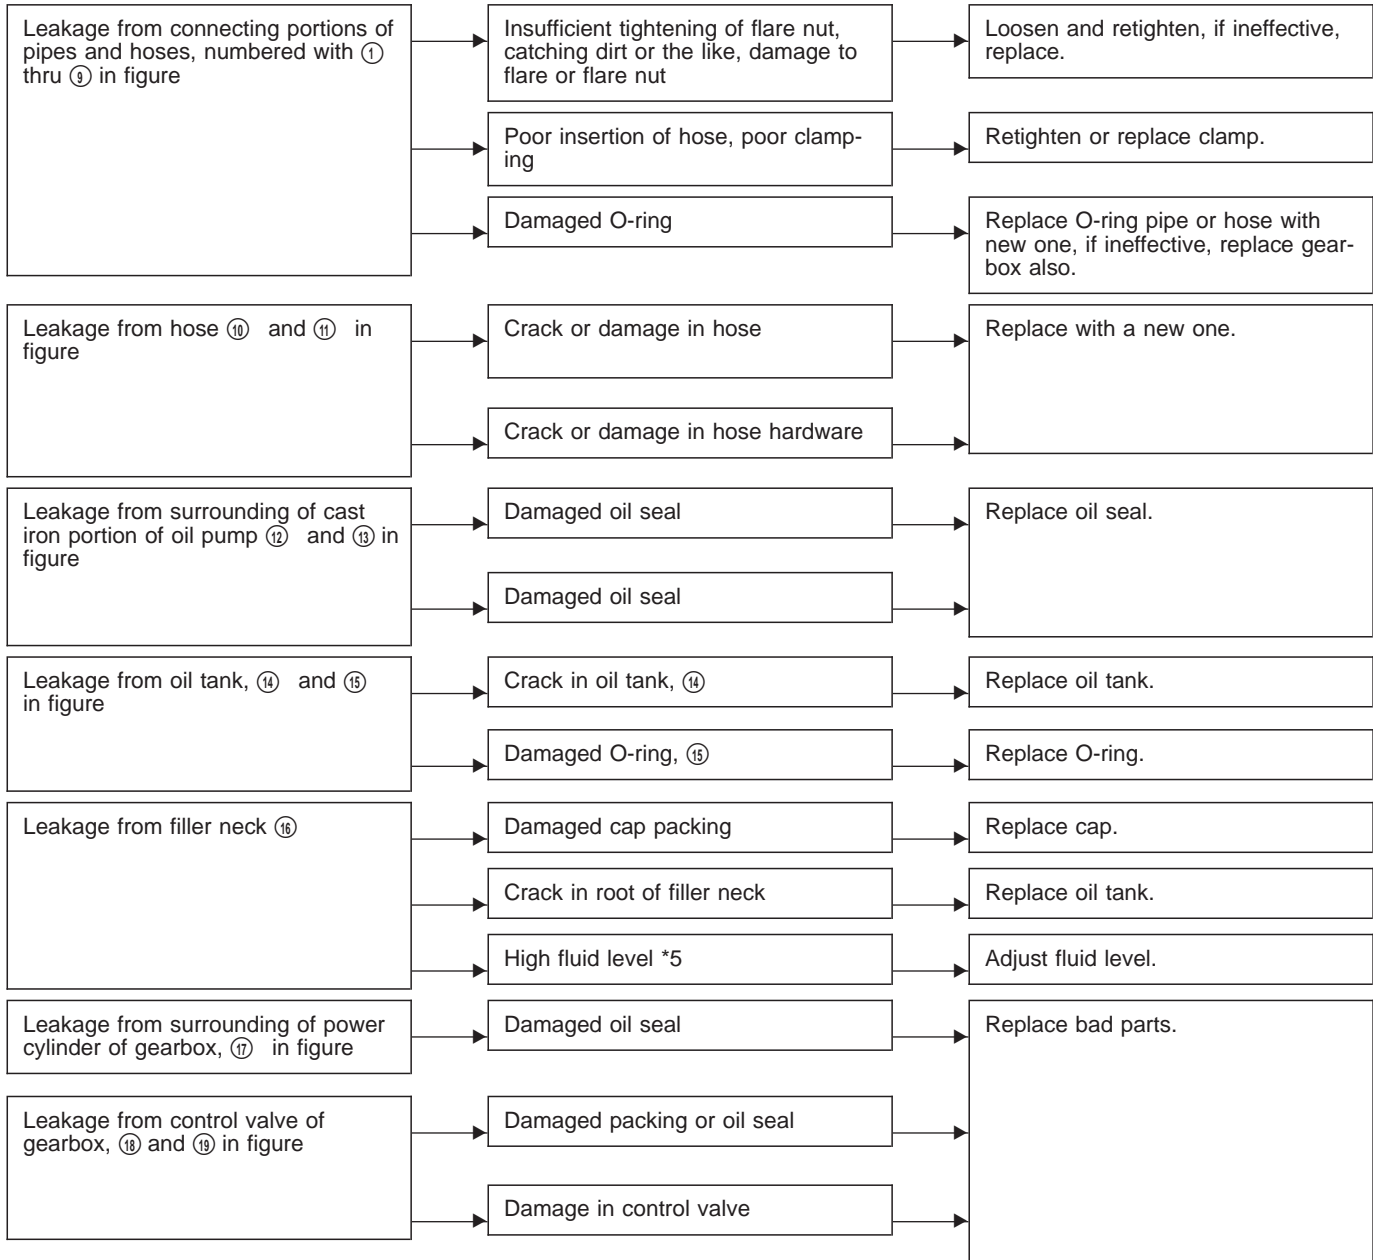 Leakage from connecting portions of
pipes and hoses, numbered with ①
thru ⑨ in figure
Insufficient tightening of flare nut,
catching dirt or the like, damage to
flare or flare nut
Loosen and retighten, if ineffective,
replace.
Poor insertion of hose, poor clamp-
ing
Retighten or replace clamp.
Damaged O-ring
Replace O-ring pipe or hose with
new one, if ineffective, replace gear-
box also.
Leakage from hose ⑩ and ⑪ in
figure
Crack or damage in hose
Replace with a new one.
Crack or damage in hose hardware
Leakage from surrounding of cast
iron portion of oil pump ⑫ and ⑬ in
figure
Damaged oil seal
Replace oil seal.
Damaged oil seal
Leakage from oil tank, ⑭ and ⑮
in figure
Crack in oil tank, ⑭
Replace oil tank.
Damaged O-ring, ⑮
Replace O-ring.
Leakage from filler neck ⑯
Damaged cap packing
Replace cap.
Crack in root of filler neck
Replace oil tank.
High fluid level *5
Adjust fluid level.
Leakage from surrounding of power
cylinder of gearbox, ⑰ in figure
Damaged oil seal
Replace bad parts.
Leakage from control valve of
gearbox, ⑱ and ⑲ in figure
Damaged packing or oil seal
Damage in control valve